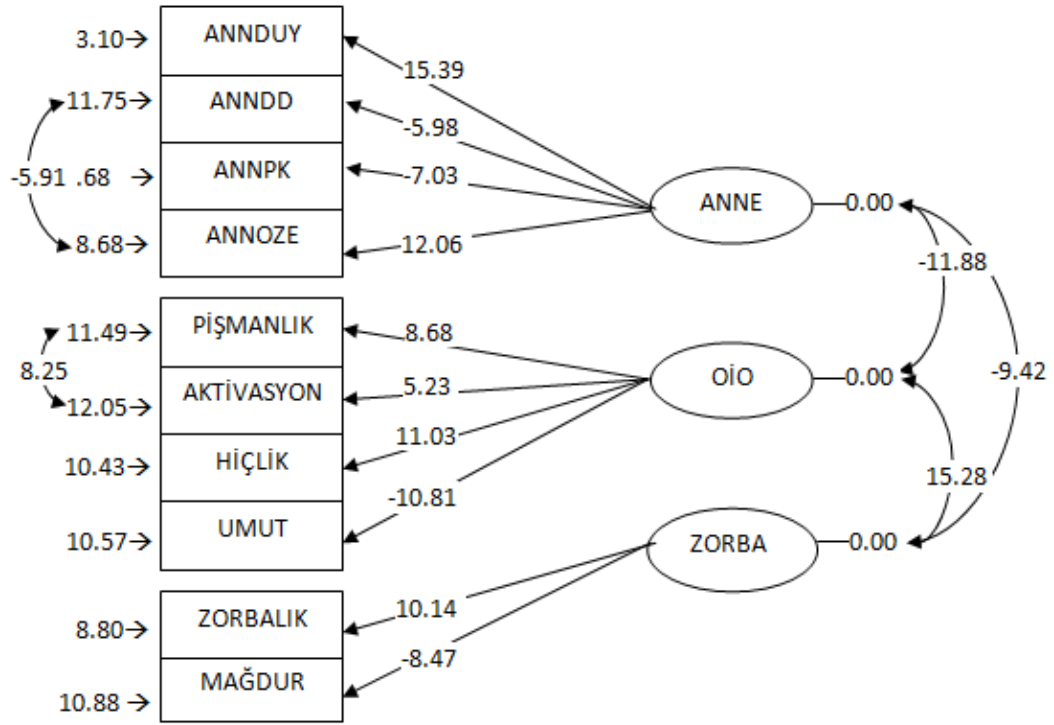 3.10 ANNDUY 15.39
11.75 ANNDD -5.98
-5.91 .68 ANNPK -7.03 ANNE 0.00
8.68 ANNOZE 12.06
-11.88
11.49 PİŞMANLIK 8.68
8.25 -9.42
12.05 AKTİVASYON 5.23 OİO 0.00
10.43 HİÇLİK 11.03
15.28
10.57 UMUT -10.81
ZORBA 0.00
8.80 ZORBALIK 10.14
10.88 MAĞDUR -8.47